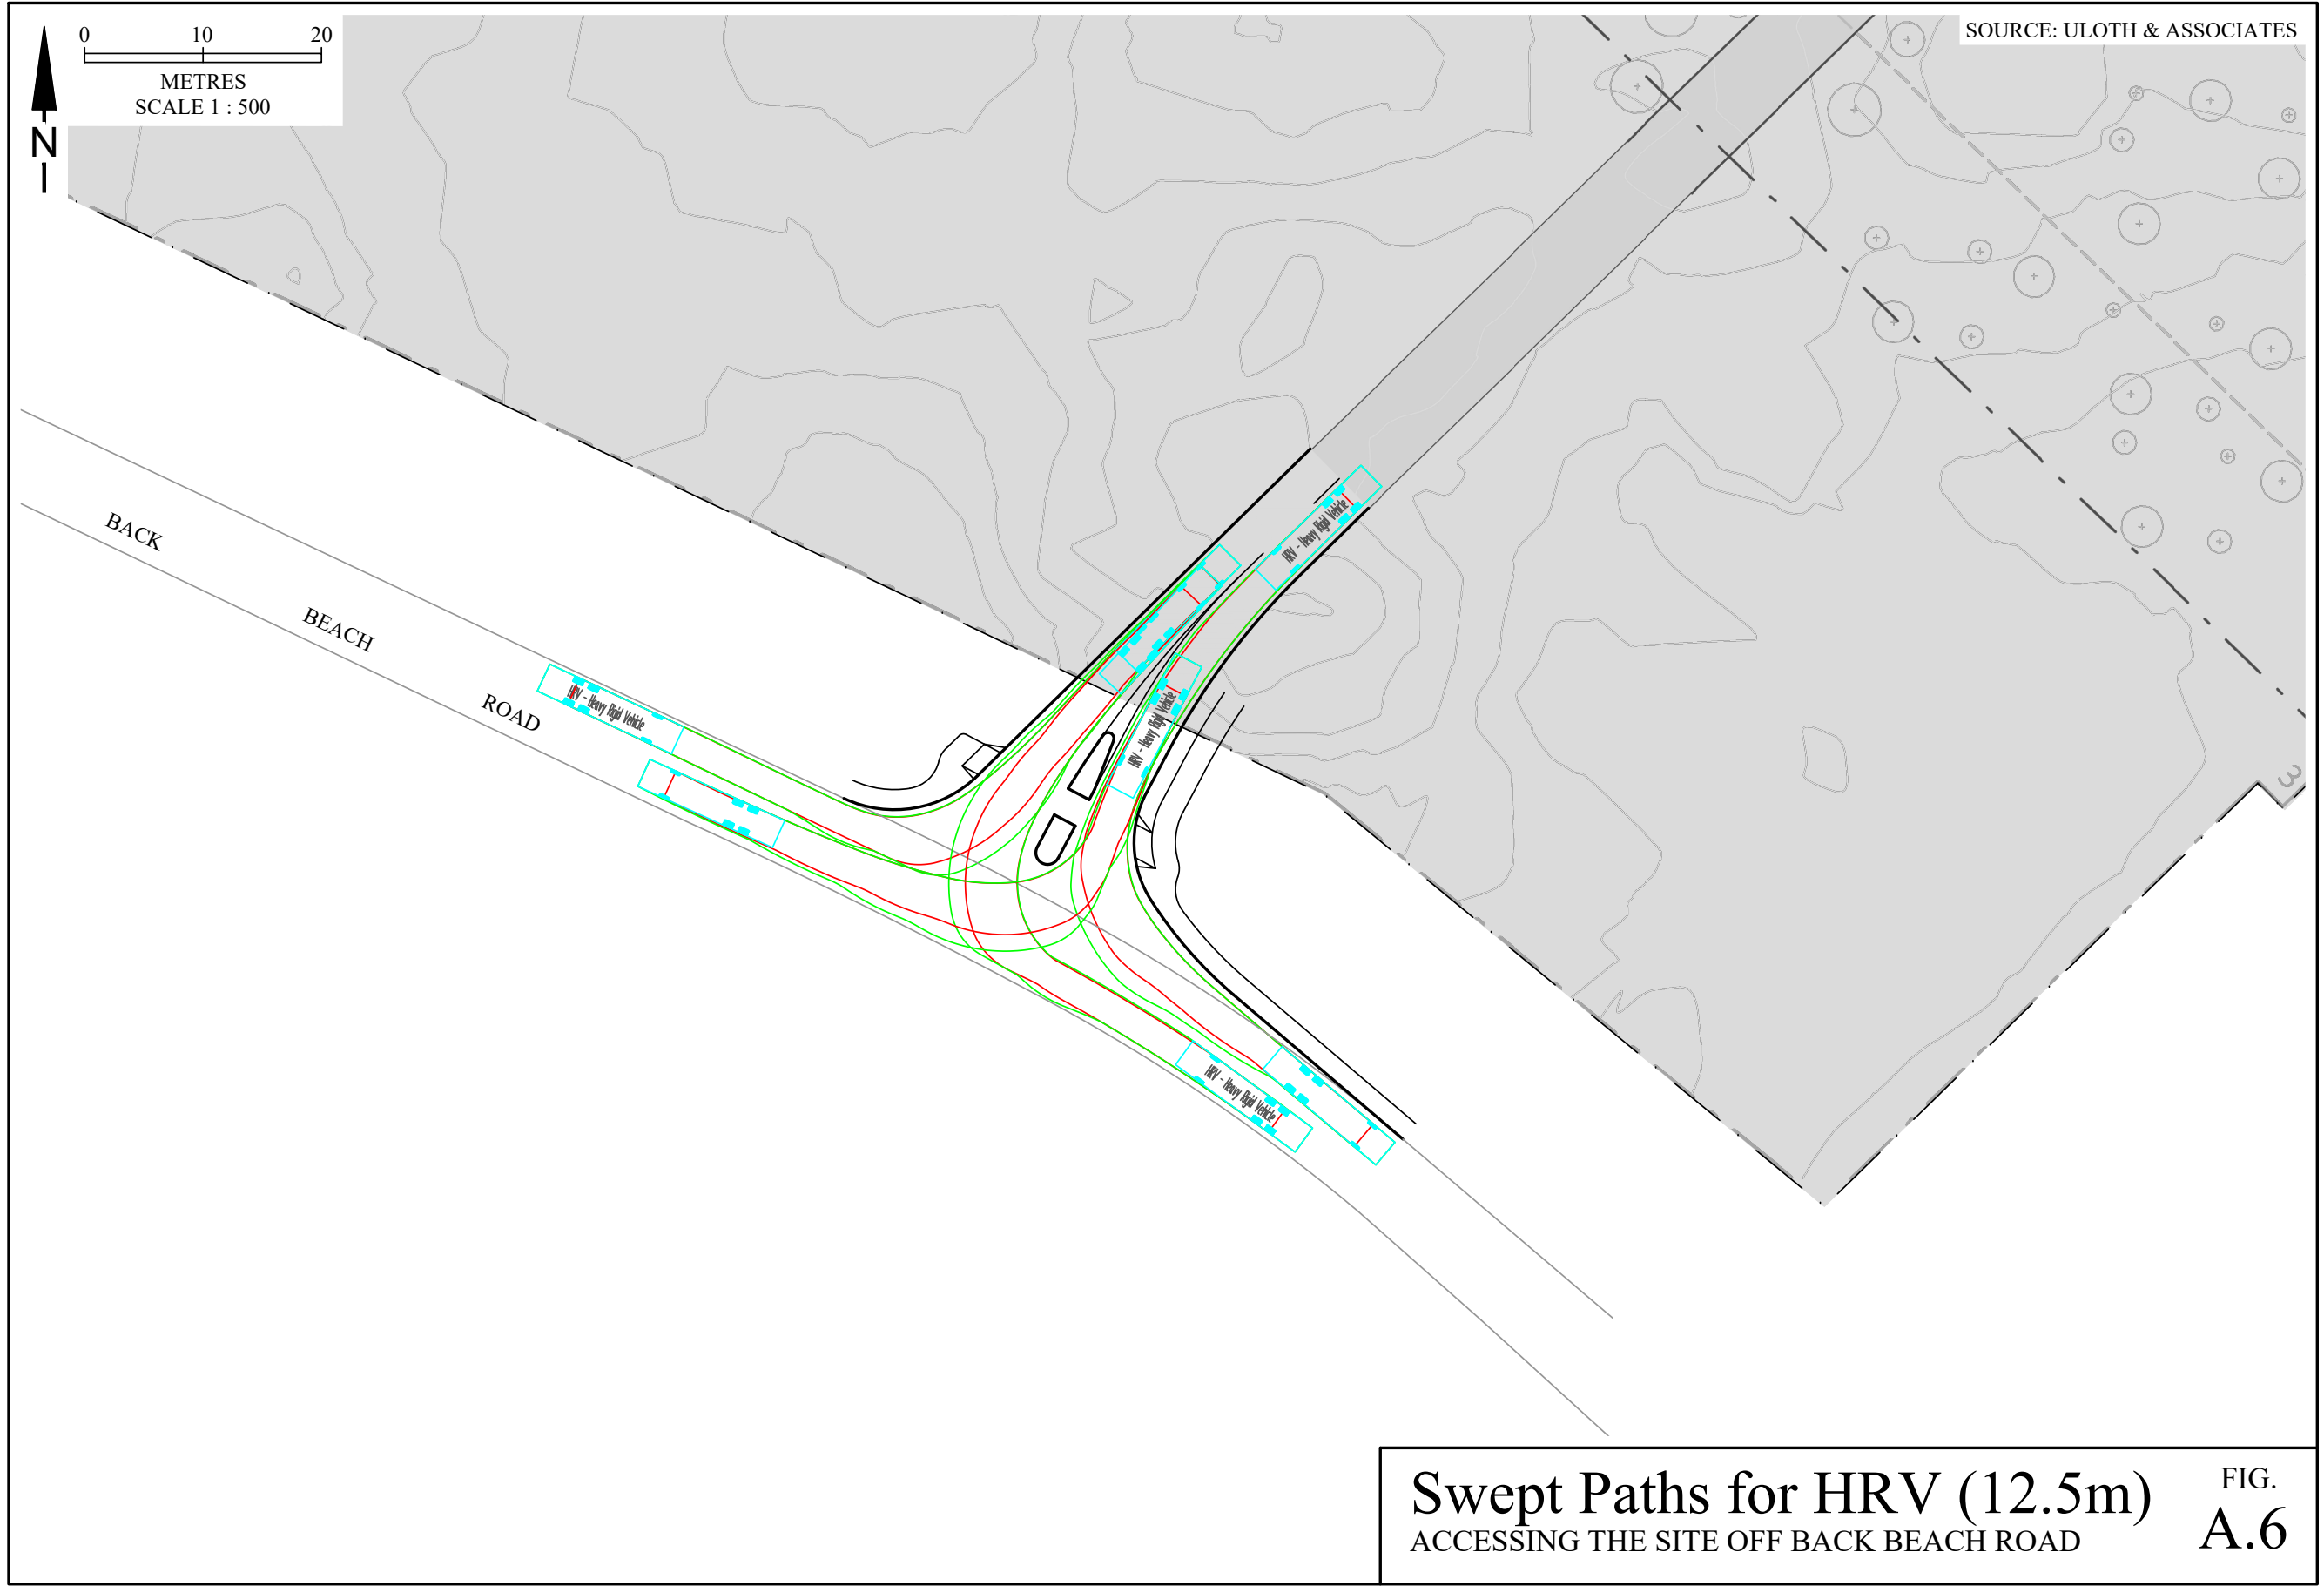 0 10 20
METRES
SCALE 1 : 500
N
SOURCE: ULOTH & ASSOCIATES
BACK
BEACH
ROAD
HRV - Heavy Rigid Vehicle
HRV - Heavy Rigid Vehicle
HRV - Heavy Rigid Vehicle
HRV - Heavy Rigid Vehicle
3
Swept Paths for HRV (12.5m)
ACCESSING THE SITE OFF BACK BEACH ROAD
FIG.
A.6